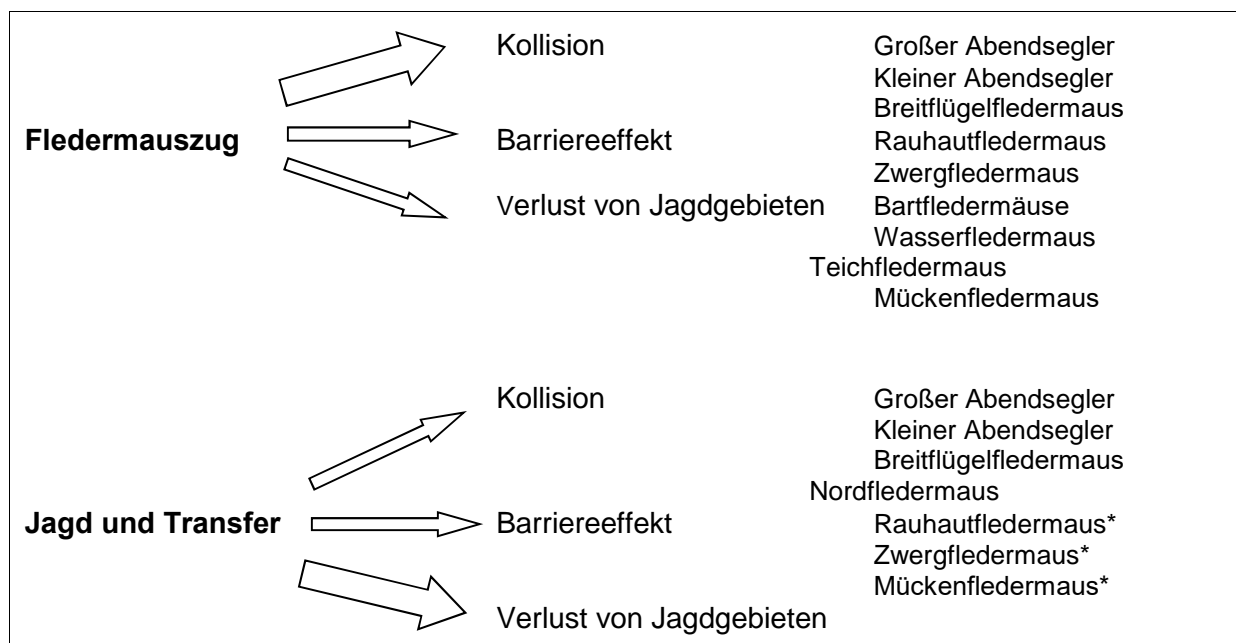 Kollision Großer Abendsegler
Kleiner Abendsegler
Breitflügelfledermaus
Fledermauszug Barriereeffekt Rauhautfledermaus
Zwergfledermaus
Verlust von Jagdgebieten Bartfledermäuse
Wasserfledermaus
Teichfledermaus
Mückenfledermaus
Kollision Großer Abendsegler
Kleiner Abendsegler
Breitflügelfledermaus
Nordfledermaus
Jagd und Transfer Barriereeffekt Rauhautfledermaus*
Zwergfledermaus*
Mückenfledermaus*
Verlust von Jagdgebieten